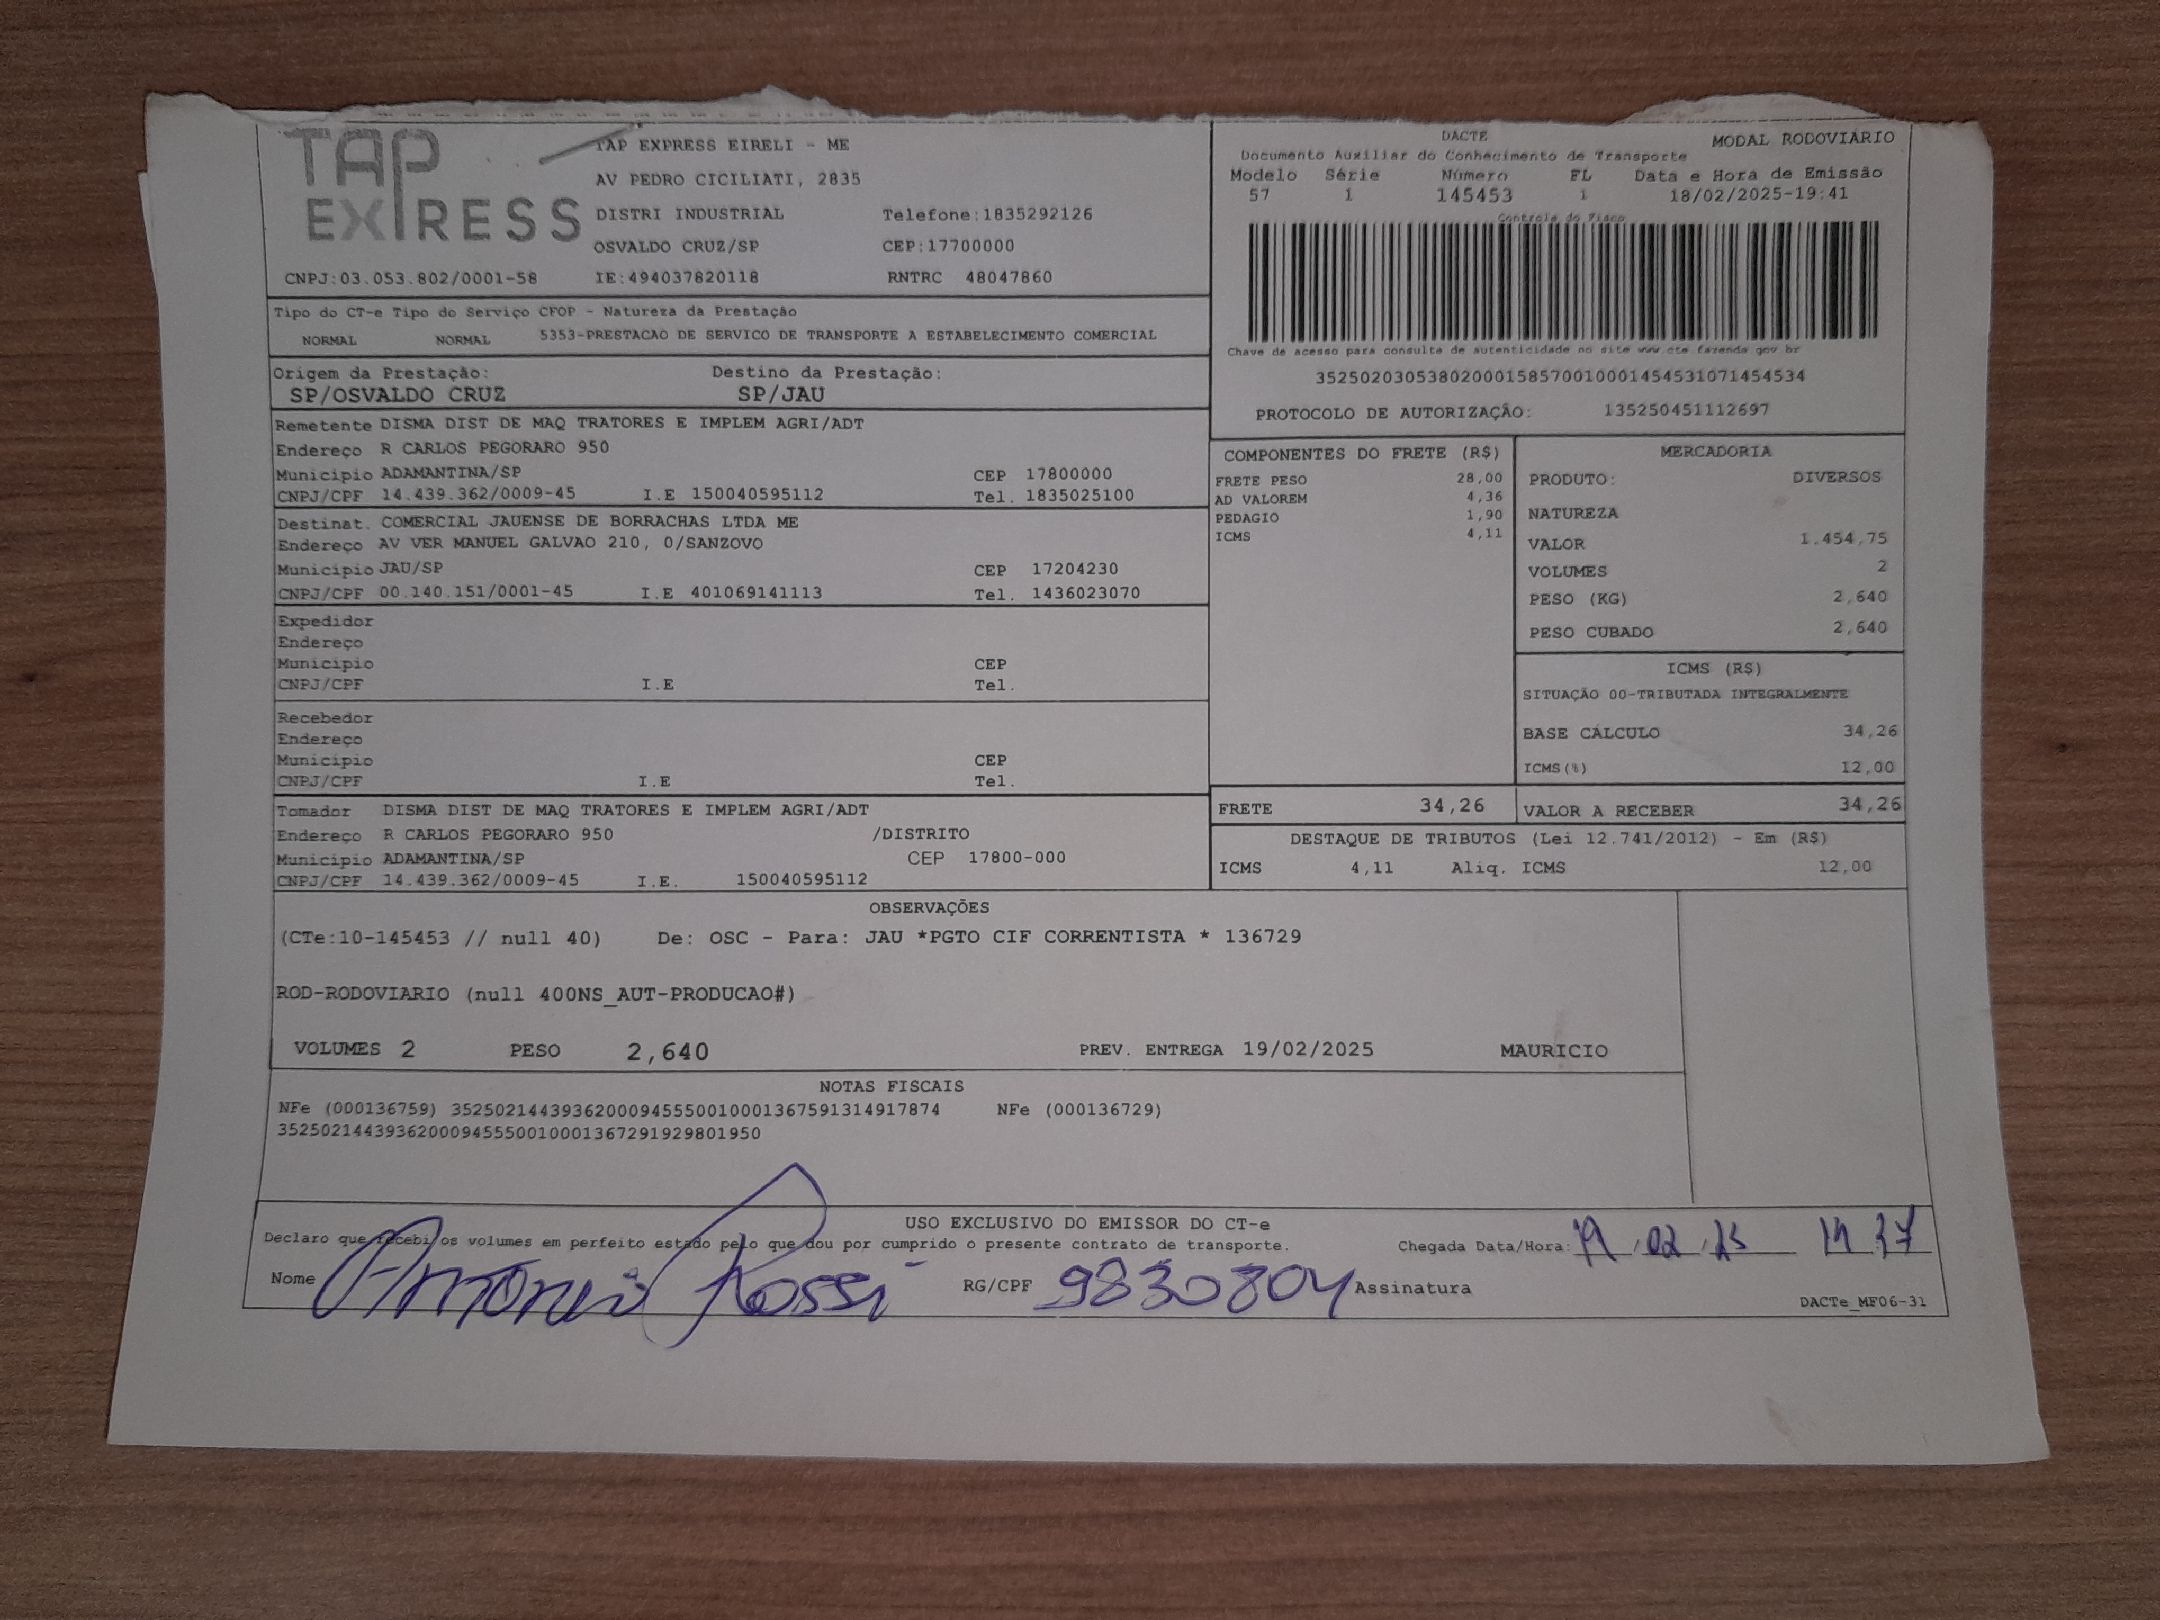 TAP EXPRESS
TAP EXPRESS EIRELI - ME
AV PEDRO CICILIATI, 2835
DISTRI INDUSTRIAL Telefone:1835292126
OSVALDO CRUZ/SP CEP:17700000
CNPJ:03.053.802/0001-58 IE:494037820118 RNTRC 48047860
DACTE MODAL RODOVIÁRIO
Documento Auxiliar do Conhecimento de Transporte
Modelo Série Número FL Data e Hora de Emissão
57 1 145453 1 18/02/2025-19:41
Controle do Fisco
Chave de acesso para consulta de autenticidade no site www.cte.fazenda.gov.br
35250203053802000158570010001454531071454534
PROTOCOLO DE AUTORIZAÇÃO: 135250451112697
Tipo do CT-e Tipo do Serviço CFOP - Natureza da Prestação
NORMAL NORMAL 5353-PRESTACAO DE SERVICO DE TRANSPORTE A ESTABELECIMENTO COMERCIAL
Origem da Prestação: Destino da Prestação:
SP/OSVALDO CRUZ SP/JAU
Remetente DISMA DIST DE MAQ TRATORES E IMPLEM AGRI/ADT
Endereço R CARLOS PEGORARO 950
Município ADAMANTINA/SP CEP 17800000
CNPJ/CPF 14.439.362/0009-45 I.E 150040595112 Tel. 1835025100
Destinat. COMERCIAL JAUENSE DE BORRACHAS LTDA ME
Endereço AV VER MANUEL GALVAO 210, 0/SANZOVO
Município JAU/SP CEP 17204230
CNPJ/CPF 00.140.151/0001-45 I.E 401069141113 Tel. 1436023070
Expedidor
Endereço
Município CEP
CNPJ/CPF I.E Tel.
Recebedor
Endereço
Município CEP
CNPJ/CPF I.E Tel.
Tomador DISMA DIST DE MAQ TRATORES E IMPLEM AGRI/ADT
Endereço R CARLOS PEGORARO 950 /DISTRITO
Município ADAMANTINA/SP CEP 17800-000
CNPJ/CPF 14.439.362/0009-45 I.E. 150040595112
COMPONENTES DO FRETE (R$)
FRETE PESO 28,00
AD VALOREM 4,36
PEDAGIO 1,90
ICMS 4,11
MERCADORIA
PRODUTO: DIVERSOS
NATUREZA
VALOR 1.454,75
VOLUMES 2
PESO (KG) 2,640
PESO CUBADO 2,640
ICMS (R$)
SITUAÇÃO 00-TRIBUTADA INTEGRALMENTE
BASE CÁLCULO 34,26
ICMS(%) 12,00
FRETE 34,26 VALOR A RECEBER 34,26
DESTAQUE DE TRIBUTOS (Lei 12.741/2012) - Em (R$)
ICMS 4,11 Aliq. ICMS 12,00
OBSERVAÇÕES
(CTe:10-145453 // null 40) De: OSC - Para: JAU *PGTO CIF CORRENTISTA * 136729
ROD-RODOVIARIO (null 400NS_AUT-PRODUCAO#)
VOLUMES 2 PESO 2,640 PREV. ENTREGA 19/02/2025 MAURICIO
NOTAS FISCAIS
NFe (000136759) 35250214439362000945550010001367591314917874 NFe (000136729)
35250214439362000945550010001367291929801950
USO EXCLUSIVO DO EMISSOR DO CT-e
Declaro que recebi os volumes em perfeito estado pelo que dou por cumprido o presente contrato de transporte. Chegada Data/Hora: 19 02 25
Nome Antonio Rossi RG/CPF 9830804 Assinatura
DACTe_MF06-31